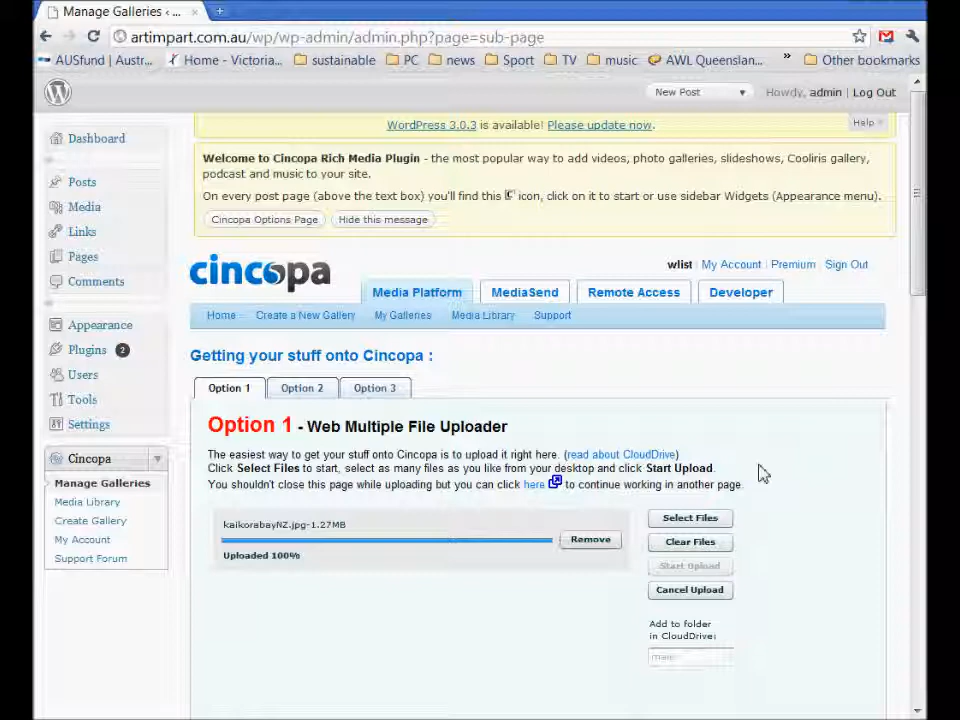 Manage Galleries ‹ ...
artimpart.com.au/wp/wp-admin/admin.php?page=sub-page
AUSfund | Austr... Home - Victoria... sustainable PC news Sport TV music AWL Queenslan... » Other bookmarks
New Post Howdy, admin | Log Out
WordPress 3.0.3 is available! Please update now.
Help
Welcome to Cincopa Rich Media Plugin - the most popular way to add videos, photo galleries, slideshows, Cooliris gallery,
podcast and music to your site.
On every post page (above the text box) you'll find this icon, click on it to start or use sidebar Widgets (Appearance menu).
Cincopa Options Page Hide this message
Dashboard
Posts
Media
Links
Pages
Comments
Appearance
Plugins 2
Users
Tools
Settings
Cincopa
Manage Galleries
Media Library
Create Gallery
My Account
Support Forum
cincopa
wlist | My Account | Premium | Sign Out
Media Platform MediaSend Remote Access Developer
Home Create a New Gallery My Galleries Media Library Support
Getting your stuff onto Cincopa :
Option 1 Option 2 Option 3
Option 1 - Web Multiple File Uploader
The easiest way to get your stuff onto Cincopa is to upload it right here. (read about CloudDrive)
Click Select Files to start, select as many files as you like from your desktop and click Start Upload.
You shouldn't close this page while uploading but you can click here to continue working in another page.
kaikorabayNZ.jpg-1.27MB
Uploaded 100%
Remove
Select Files
Clear Files
Start Upload
Cancel Upload
Add to folder
in CloudDrive:
main